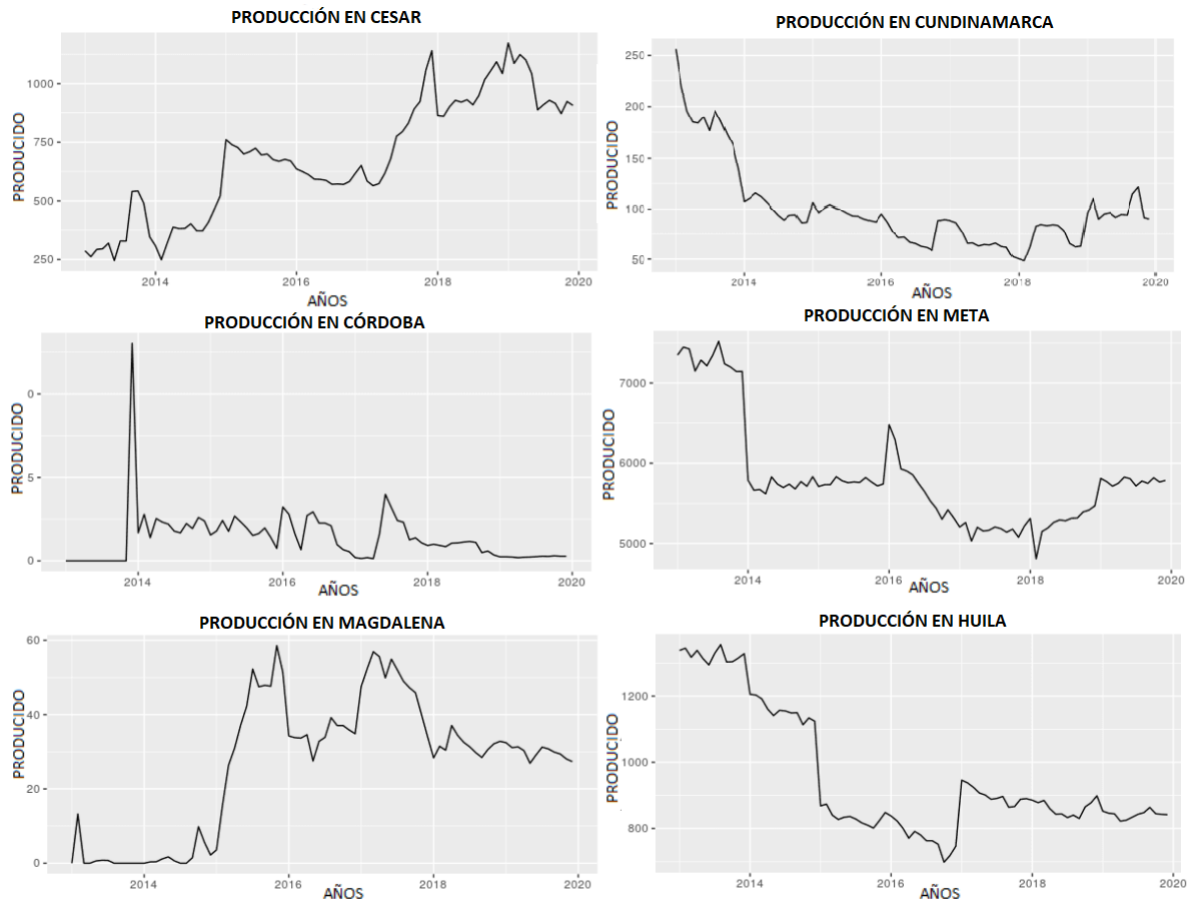 PRODUCCIÓN EN CESAR
PRODUCIDO
1000
750
500
250
2014
2016
2018
2020
AÑOS
PRODUCCIÓN EN CUNDINAMARCA
PRODUCIDO
250
200
150
100
50
2014
2016
2018
2020
AÑOS
PRODUCCIÓN EN CÓRDOBA
PRODUCIDO
0
5
0
2014
2016
2018
2020
AÑOS
PRODUCCIÓN EN META
PRODUCIDO
7000
6000
5000
2014
2016
2018
2020
AÑOS
PRODUCCIÓN EN MAGDALENA
PRODUCIDO
60
40
20
0
2014
2016
2018
2020
AÑOS
PRODUCCIÓN EN HUILA
PRODUCIDO
1200
1000
800
2014
2016
2018
2020
AÑOS